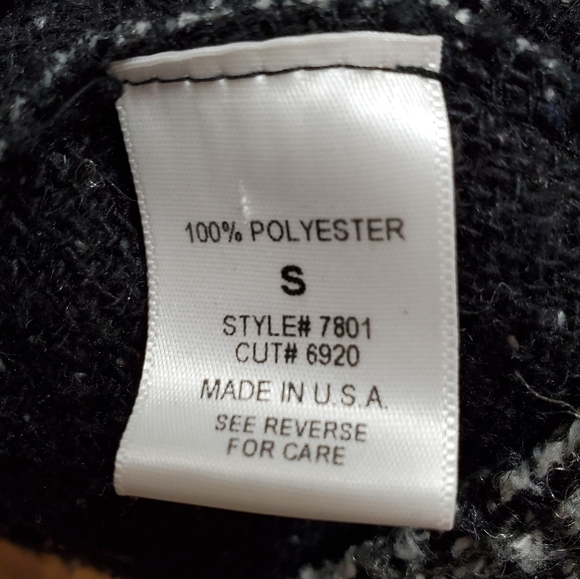 100% POLYESTER
S
STYLE# 7801
CUT# 6920
MADE IN U.S.A.
SEE REVERSE
FOR CARE